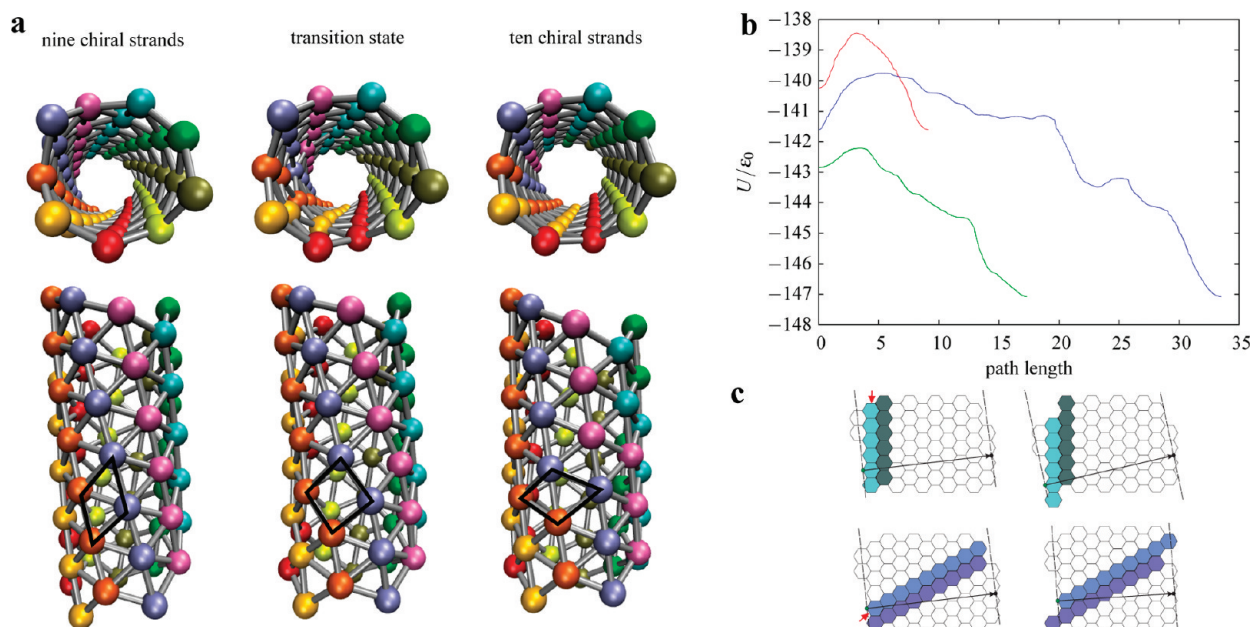 a
nine chiral strands
transition state
ten chiral strands
b
−138
−139
−140
−141
−142
−143
−144
−145
−146
−147
−148
U/ε₀
0
5
10
15
20
25
30
35
path length
c